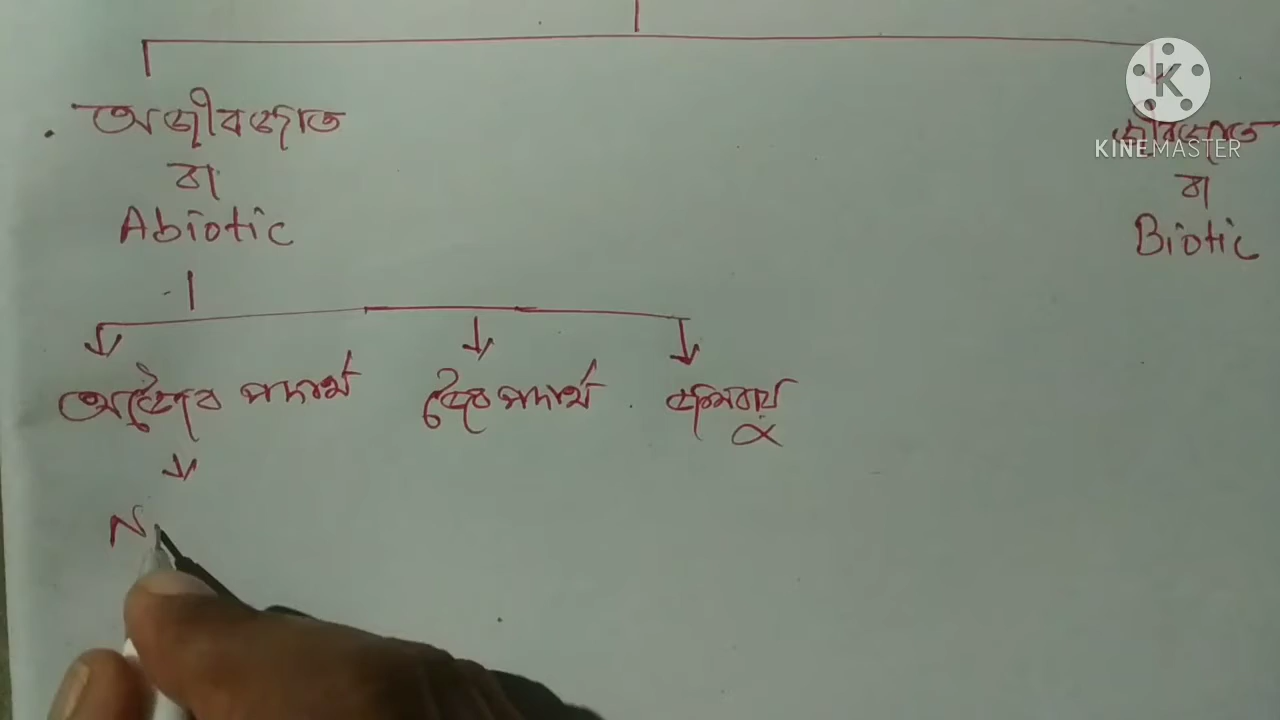 অজীবজাত
বা
Abiotic
জীবজাত
বা
Biotic
অজৈব পদার্থ
জৈব পদার্থ
জলবায়ু
N
KINEMASTER